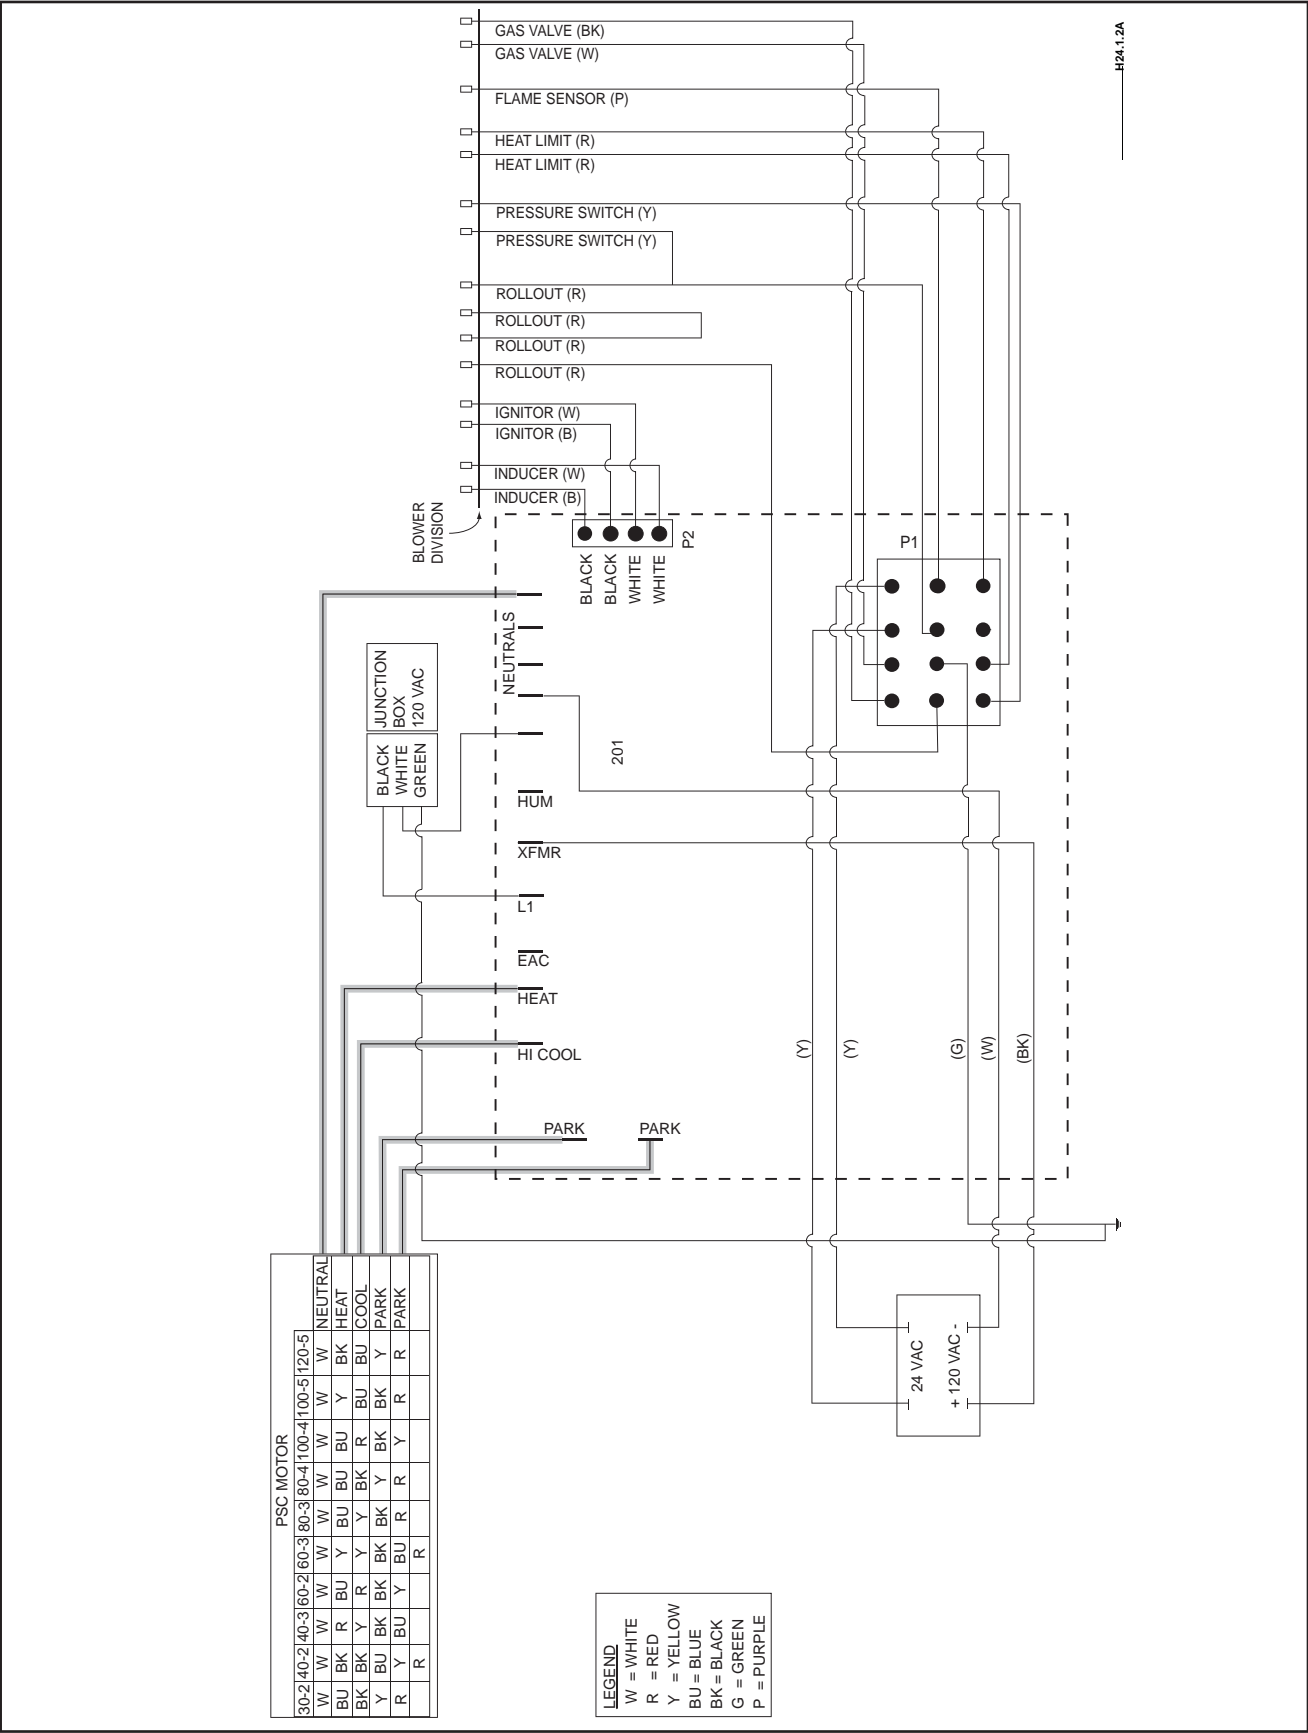 H24.1.2A
GAS VALVE (BK)
GAS VALVE (W)
FLAME SENSOR (P)
HEAT LIMIT (R)
HEAT LIMIT (R)
PRESSURE SWITCH (Y)
PRESSURE SWITCH (Y)
ROLLOUT (R)
ROLLOUT (R)
ROLLOUT (R)
ROLLOUT (R)
IGNITOR (W)
IGNITOR (B)
INDUCER (W)
INDUCER (B)
BLOWER
DIVISION
P2
BLACK
BLACK
WHITE
WHITE
P1
NEUTRALS
JUNCTION
BOX
120 VAC
BLACK
WHITE
GREEN
201
HUM
XFMR
L1
EAC
HEAT
HI COOL
PARK
PARK
(Y)
(Y)
(G)
(W)
(BK)
24 VAC
+ 120 VAC -
PSC MOTOR
30-2 40-2 40-3 60-2 60-3 80-3 80-4 100-4 100-5 120-5
W W W W W W W W W W NEUTRAL
BU BK R BU Y BU BU BU Y BK HEAT
BK BK Y R Y Y BK R BU BU COOL
Y BU BK BK BK BK Y BK BK Y PARK
R Y BU Y BU R R Y R R PARK
R R
LEGEND
W = WHITE
R = RED
Y = YELLOW
BU = BLUE
BK = BLACK
G = GREEN
P = PURPLE